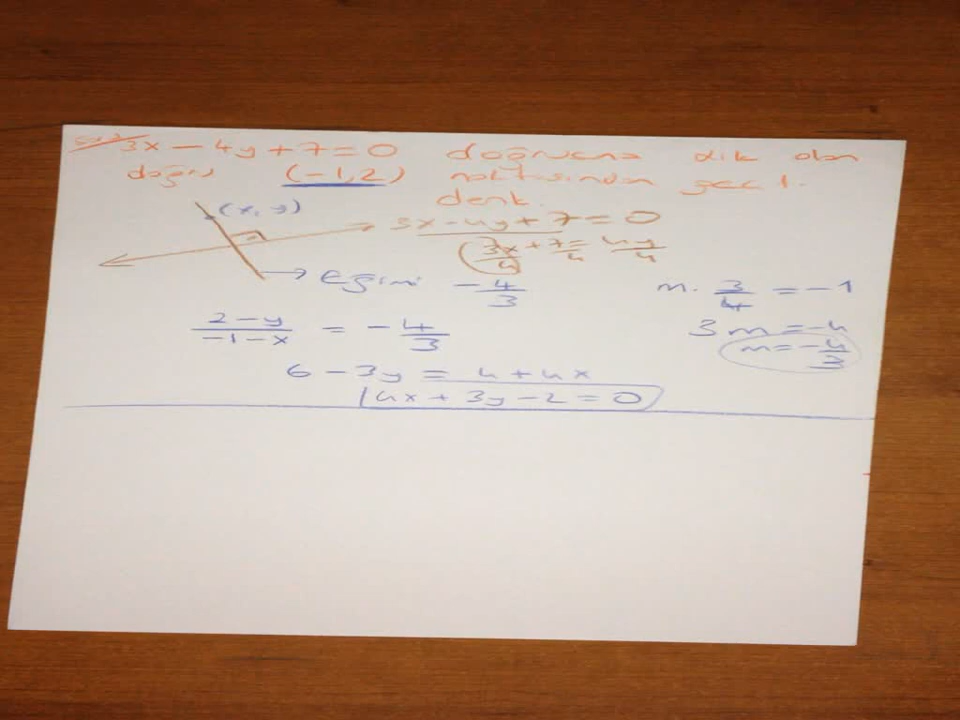 3x - 4y + 7 = 0 doğrusuna dik olan
doğru (-1, 2) noktasından geç
denk.
(x, y)
3x - 4y + 7 = 0
3x/4 + 7/4 = 4y/4
eğimi -4/3
m. 3/4 = -1
3m = -4
m = -4/3
2-y/-1-x = -4/3
6 - 3y = 4 + 4x
4x + 3y - 2 = 0